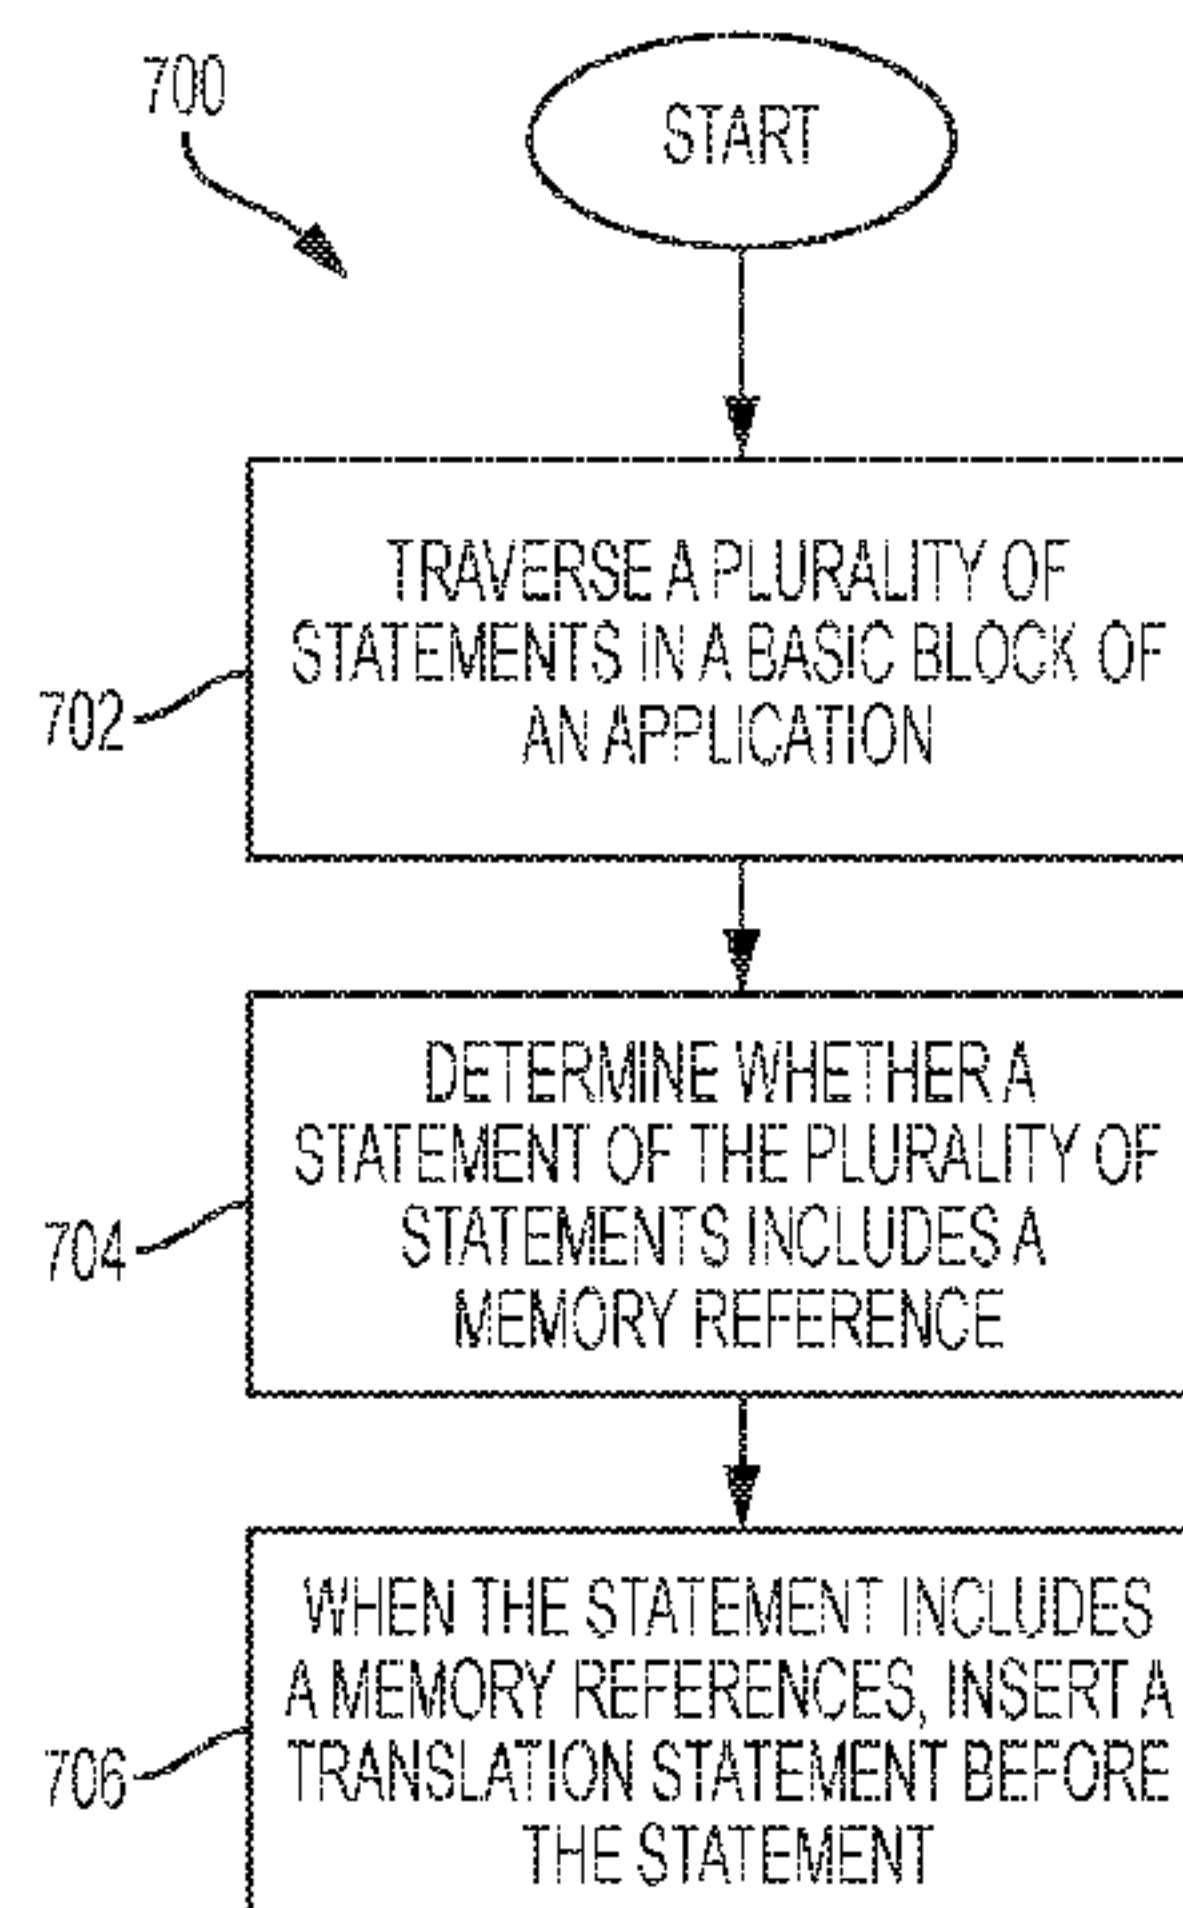 700
START
TRAVERSE A PLURALITY OF
STATEMENTS IN A BASIC BLOCK OF
AN APPLICATION
702
DETERMINE WHETHER A
STATEMENT OF THE PLURALITY OF
STATEMENTS INCLUDES A
MEMORY REFERENCE
704
WHEN THE STATEMENT INCLUDES
A MEMORY REFERENCES, INSERT A
TRANSLATION STATEMENT BEFORE
THE STATEMENT
706